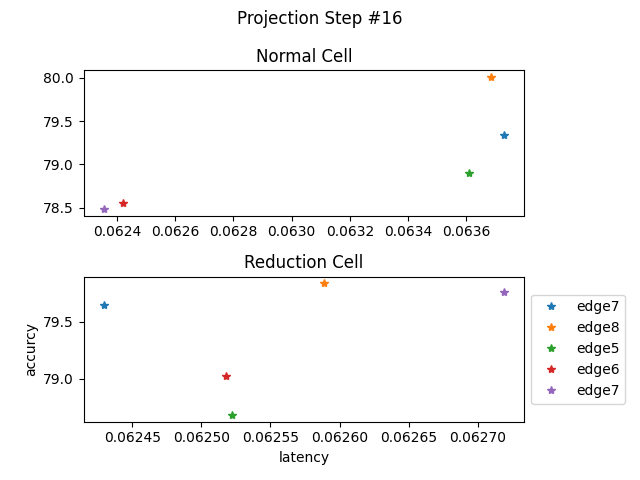 Projection Step #16
Normal Cell
80.0
79.5
79.0
78.5
0.0624 0.0626 0.0628 0.0630 0.0632 0.0634 0.0636
Reduction Cell
79.5
79.0
accurcy
0.06245 0.06250 0.06255 0.06260 0.06265 0.06270
latency
edge7
edge8
edge5
edge6
edge7